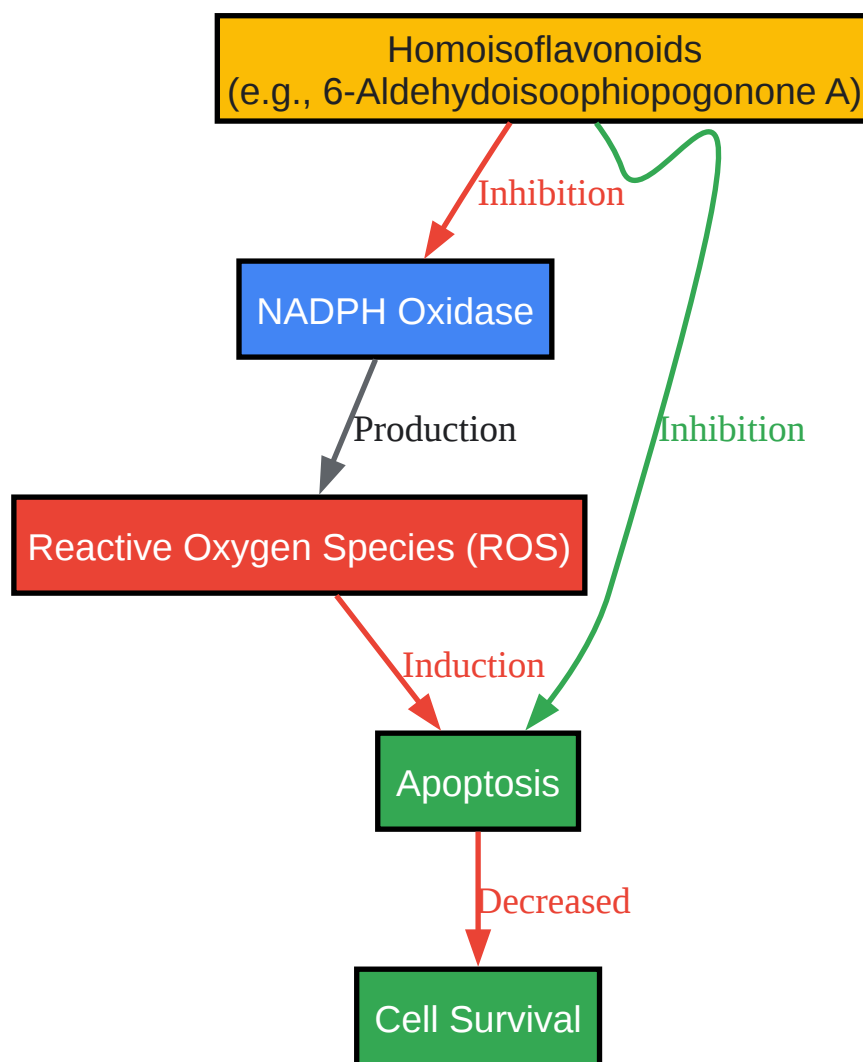 Homoisoflavonoids
(e.g., 6-Aldehydoisoophiopogonone A)
Inhibition
NADPH Oxidase
Production
Inhibition
Reactive Oxygen Species (ROS)
Induction
Apoptosis
Decreased
Cell Survival